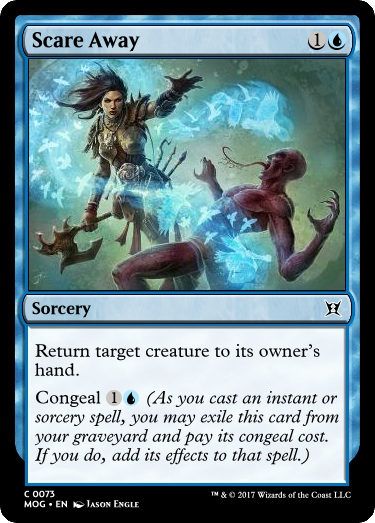 Scare Away 1
Sorcery
Return target creature to its owner's
hand.
Congeal 1 (As you cast an instant or
sorcery spell, you may exile this card
from your graveyard and pay its congeal cost.
If you do, add its effects to that spell.)
C 0073
MOG • EN Jason Engle
™ & © 2017 Wizards of the Coast LLC